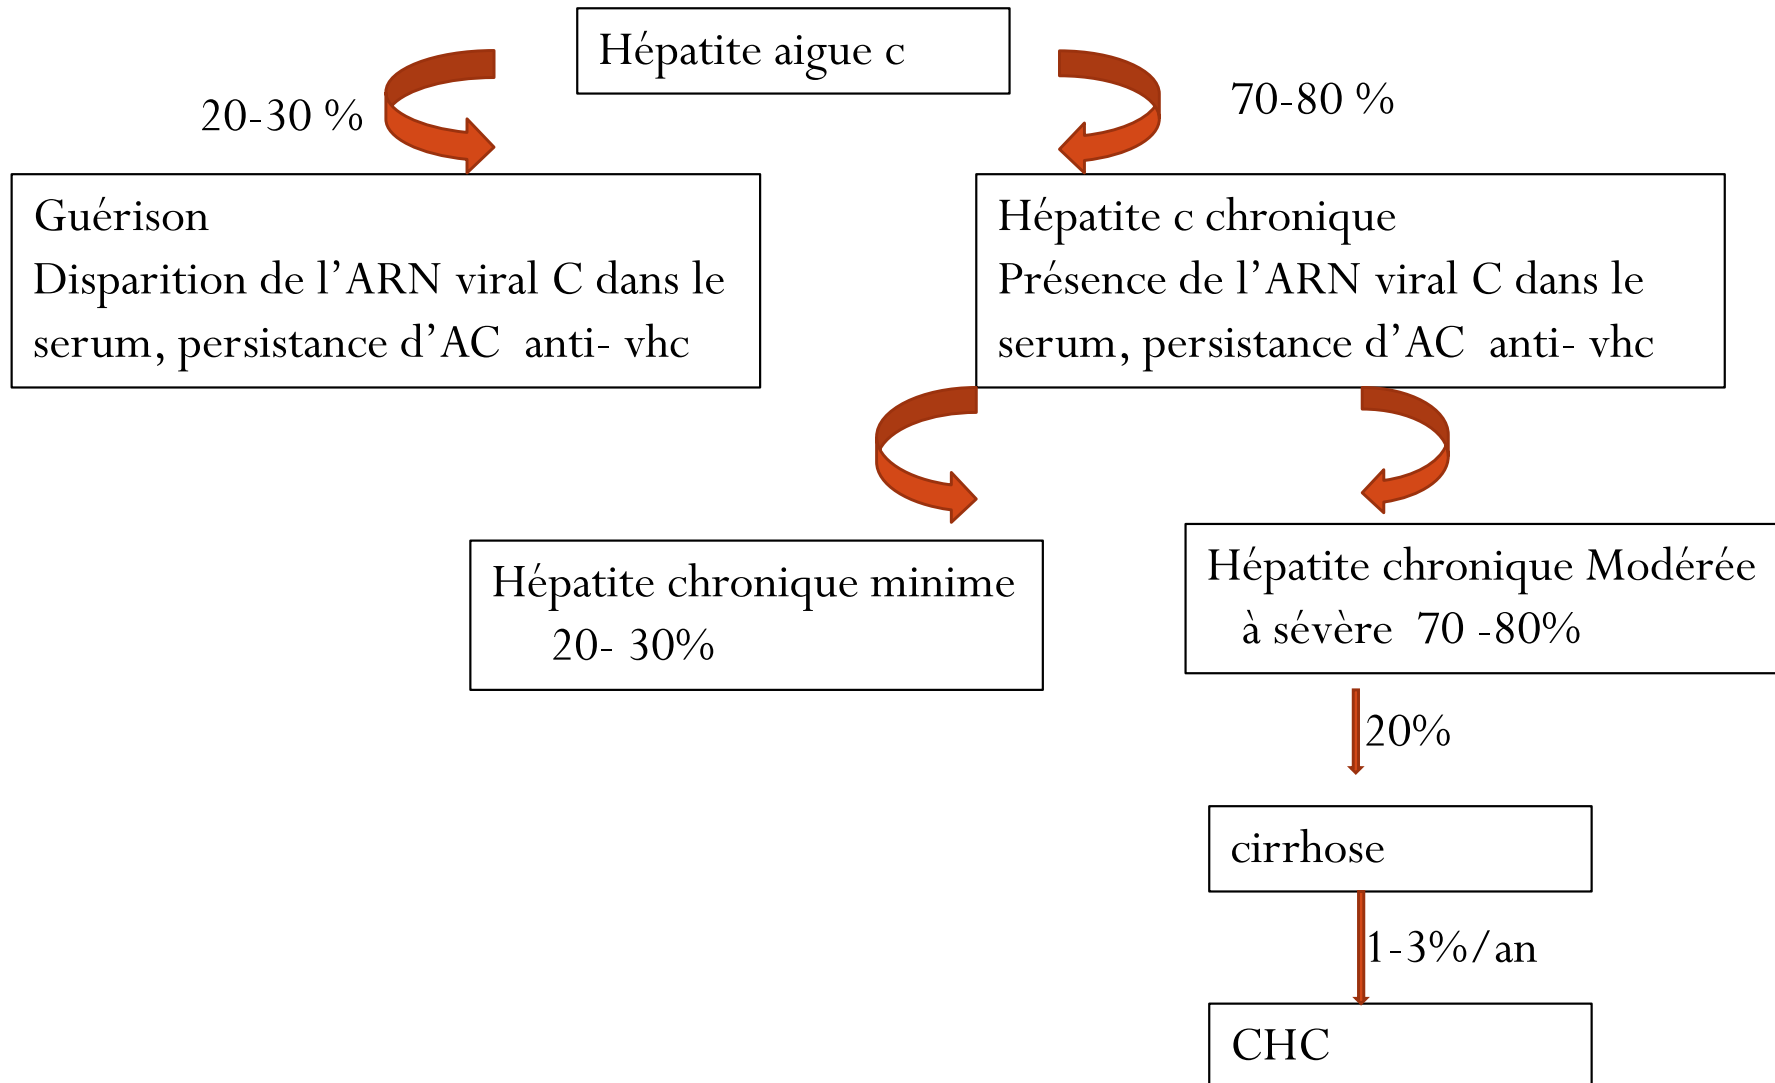 Hépatite aigue c
20-30 %
70-80 %
Guérison
Disparition de l’ARN viral C dans le
serum, persistance d’AC  anti- vhc
Hépatite c chronique
Présence de l’ARN viral C dans le
serum, persistance d’AC  anti- vhc
Hépatite chronique minime
20- 30%
Hépatite chronique Modérée
à sévère  70 -80%
20%
cirrhose
1-3%/an
CHC